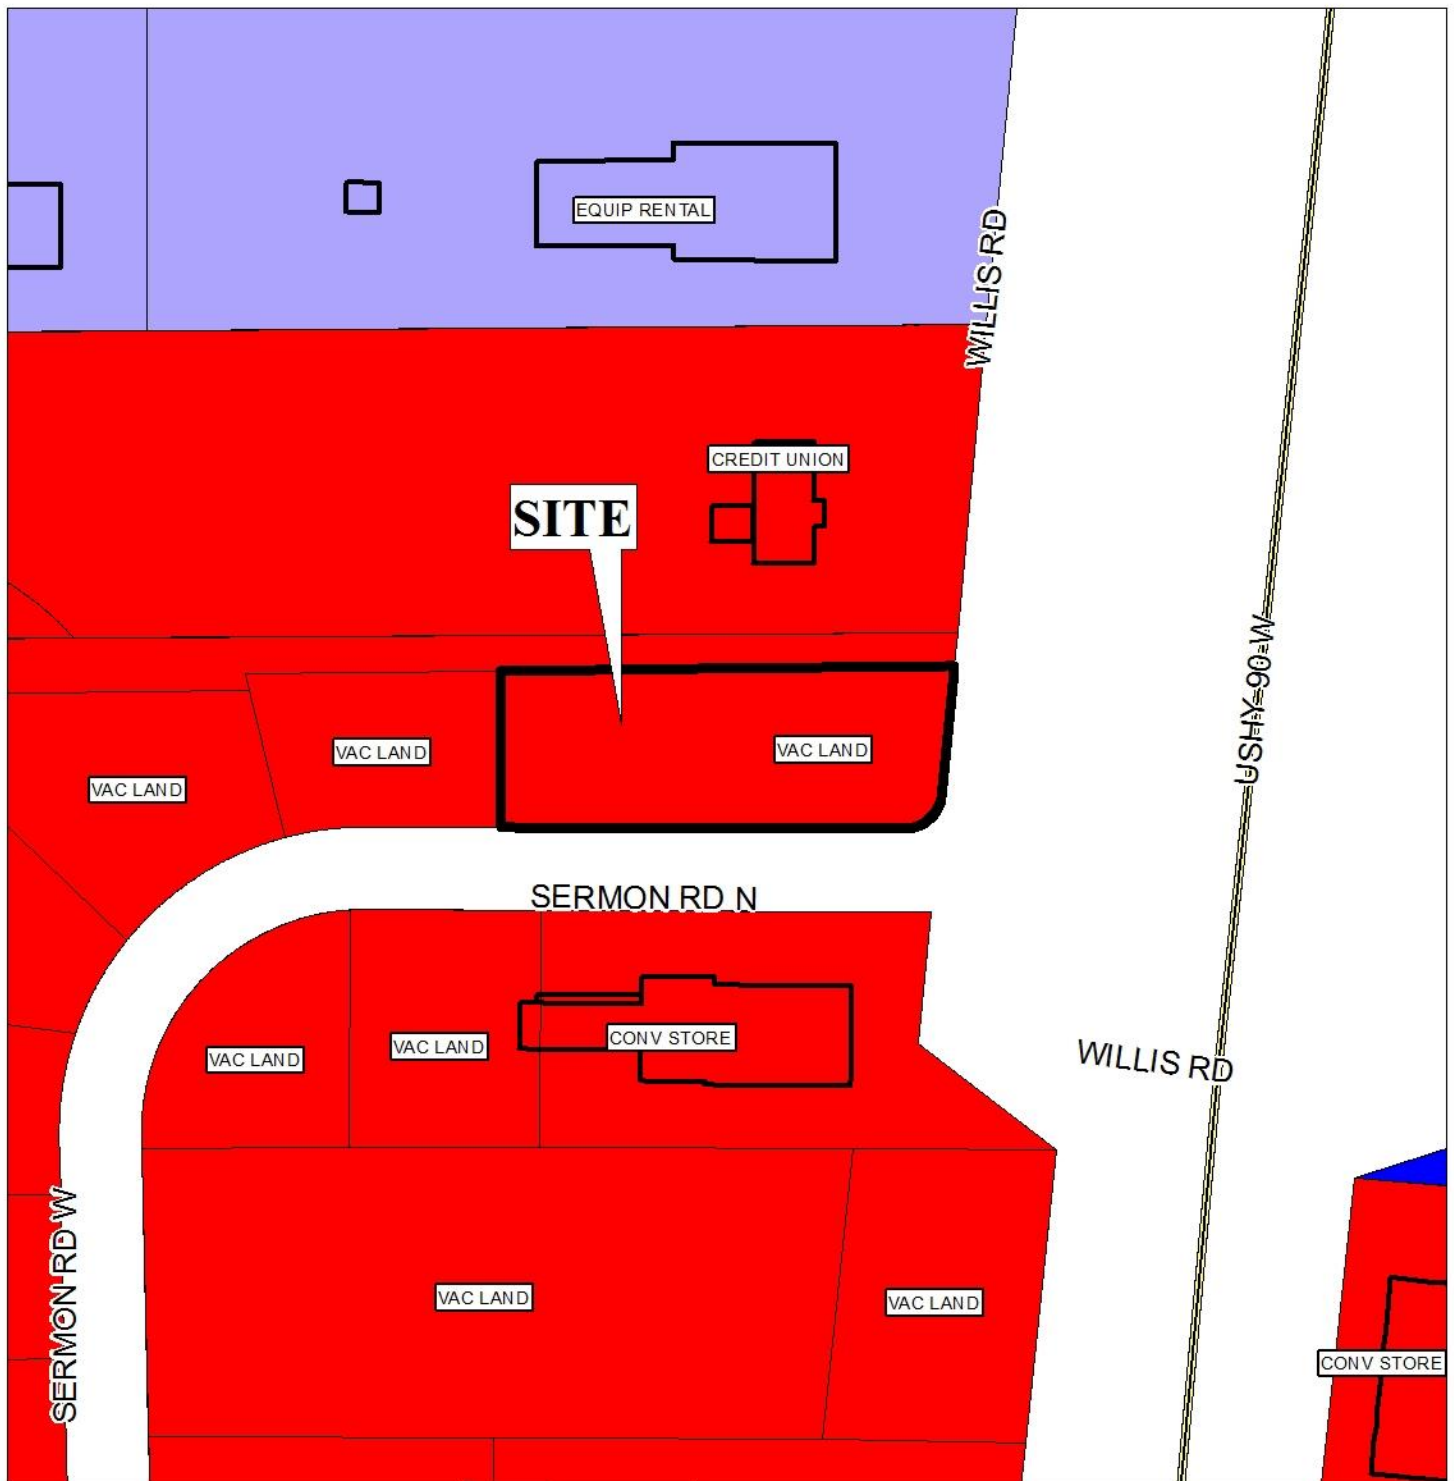 EQUIP RENTAL
WILLIS RD
CREDIT UNION
SITE
USHY 90 W
VAC LAND
VAC LAND
VAC LAND
SERMON RD N
CONV STORE
VAC LAND
VAC LAND
WILLIS RD
SERMON RD W
VAC LAND
VAC LAND
CONV STORE